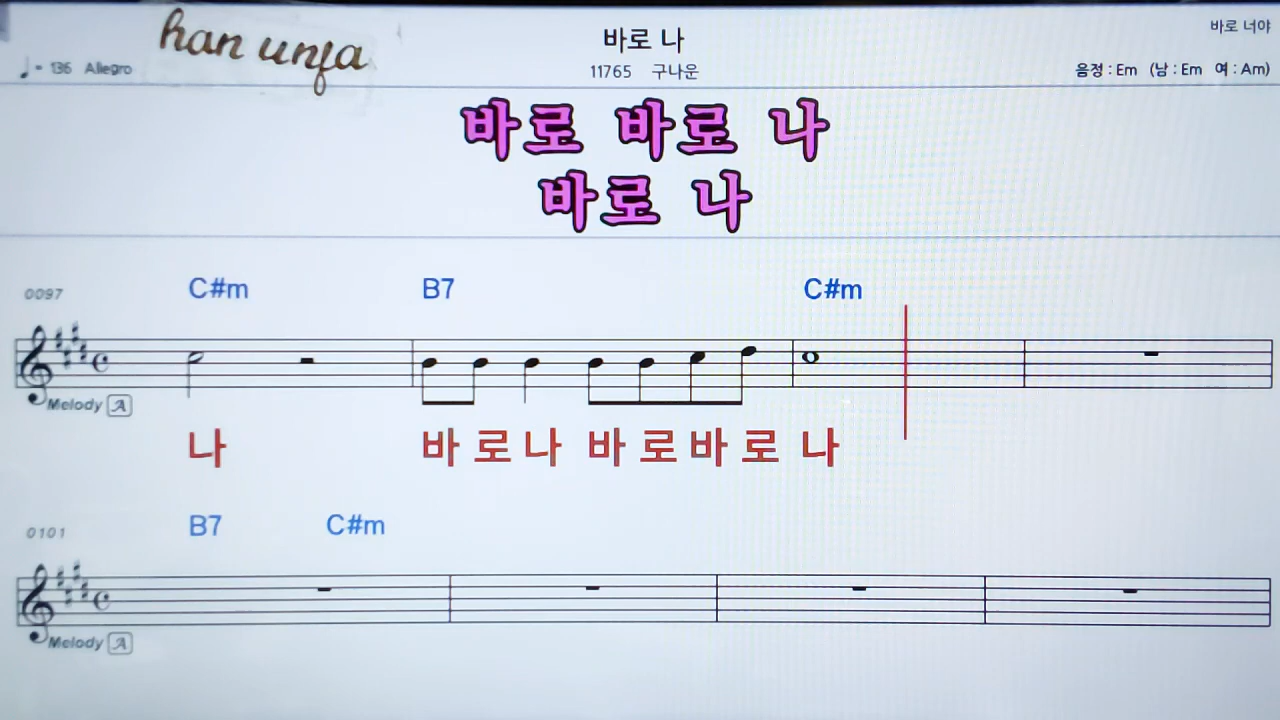 han unfa
바로 나
바로 너야
♩= 136 Allegro
11765 구나운
음정 : Em (남 : Em 여 : Am)
바로 바로 나
바로 나
0097 C#m B7 C#m
Melody A
나 바 로 나 바 로 바 로 나
0101 B7 C#m
Melody A